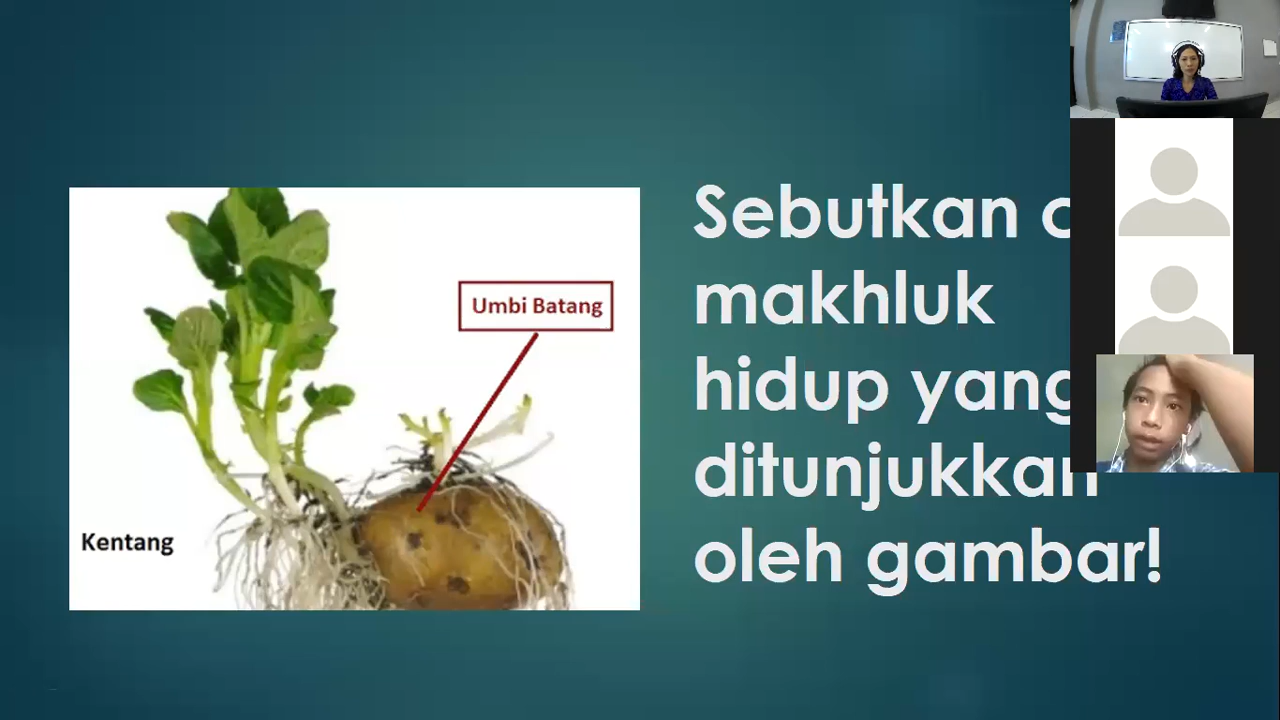 Umbi Batang
Kentang
Sebutkan
makhluk
hidup yang
ditunjukkan
oleh gambar!